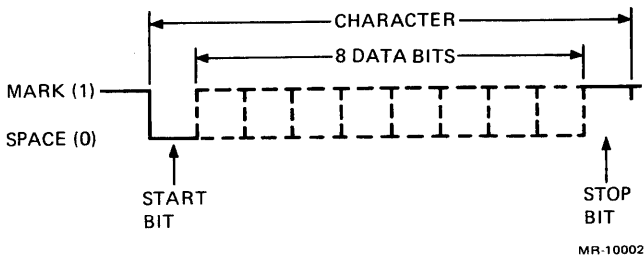 CHARACTER
8 DATA BITS
MARK (1)
SPACE (0)
START
BIT
STOP
BIT
MR-10002